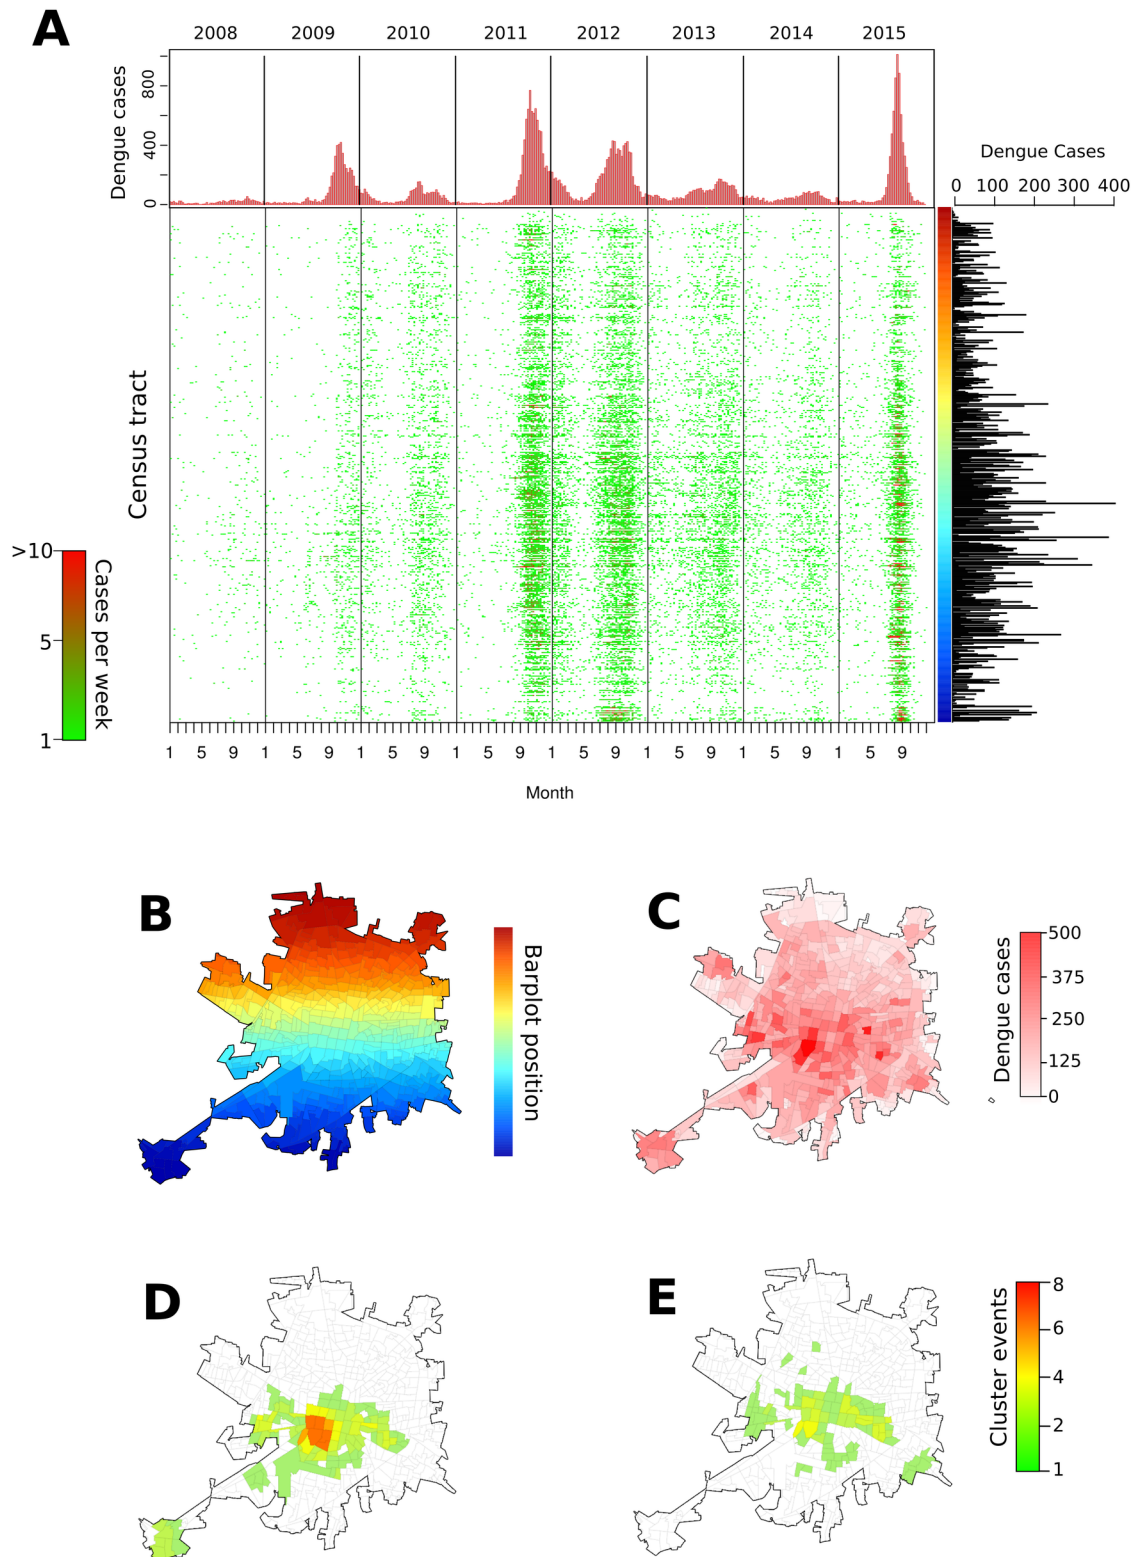 A
2008 2009 2010 2011 2012 2013 2014 2015
Dengue cases
800
400
0
Dengue Cases
0 100 200 300 400
Census tract
>10
5
1
Cases per week
1 5 9 1 5 9 1 5 9 1 5 9 1 5 9 1 5 9 1 5 9 1 5 9
Month
B
Barplot position
C
Dengue cases
500
375
250
125
0
D
E
Cluster events
8
6
4
2
1